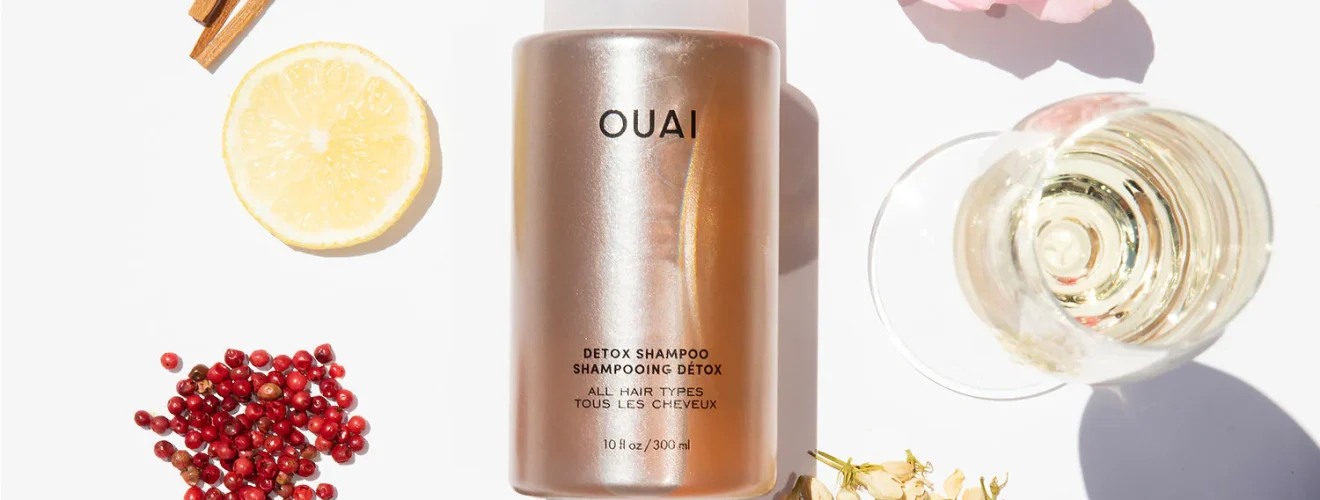 OUAI
DETOX SHAMPOO
SHAMPOOING DÉTOX
ALL HAIR TYPES
TOUS LES CHEVEUX
10 fl oz / 300 ml